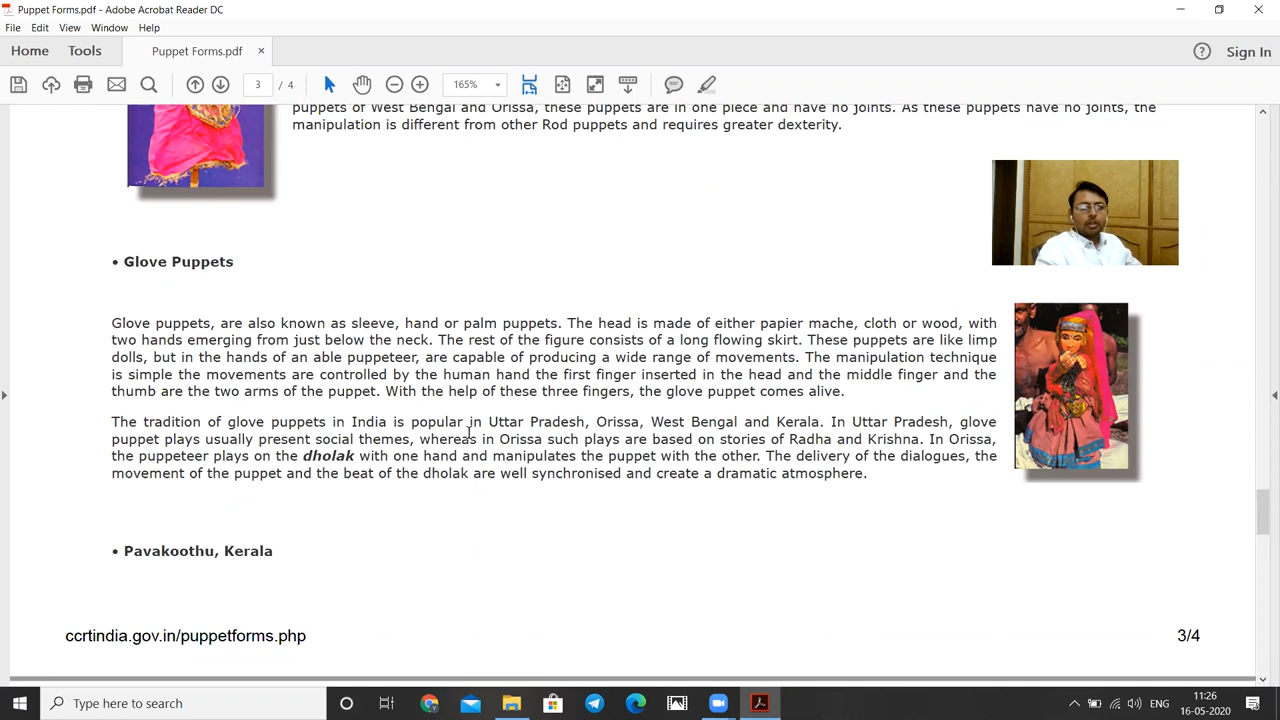 Puppet Forms.pdf - Adobe Acrobat Reader DC
File Edit View Window Help
Home Tools Puppet Forms.pdf × Sign In
3 / 4 165%
puppets of West Bengal and Orissa, these puppets are in one piece and have no joints. As these puppets have no joints, the
manipulation is different from other Rod puppets and requires greater dexterity.
• Glove Puppets
Glove puppets, are also known as sleeve, hand or palm puppets. The head is made of either papier mache, cloth or wood, with
two hands emerging from just below the neck. The rest of the figure consists of a long flowing skirt. These puppets are like limp
dolls, but in the hands of an able puppeteer, are capable of producing a wide range of movements. The manipulation technique
is simple the movements are controlled by the human hand the first finger inserted in the head and the middle finger and the
thumb are the two arms of the puppet. With the help of these three fingers, the glove puppet comes alive.
The tradition of glove puppets in India is popular in Uttar Pradesh, Orissa, West Bengal and Kerala. In Uttar Pradesh, glove
puppet plays usually present social themes, whereas in Orissa such plays are based on stories of Radha and Krishna. In Orissa,
the puppeteer plays on the dholak with one hand and manipulates the puppet with the other. The delivery of the dialogues, the
movement of the puppet and the beat of the dholak are well synchronised and create a dramatic atmosphere.
• Pavakoothu, Kerala
ccrtindia.gov.in/puppetforms.php 3/4
Type here to search
ENG
11:26
16-05-2020